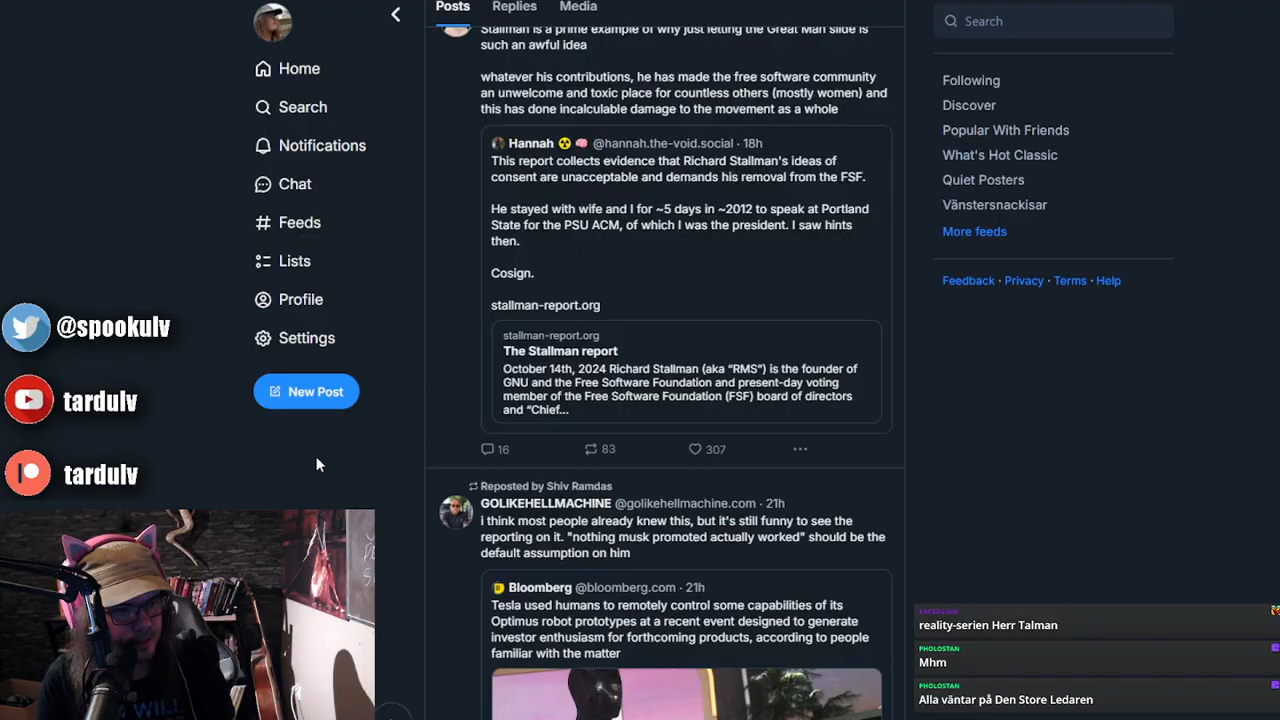 Home
Search
Notifications
Chat
Feeds
Lists
Profile
Settings
New Post
@spookulv
tardulv
tardulv
Posts
Replies
Media
Stallman is a prime example of why just letting the Great Man slide is
such an awful idea
whatever his contributions, he has made the free software community
an unwelcome and toxic place for countless others (mostly women) and
this has done incalculable damage to the movement as a whole
Hannah @hannah.the-void.social · 18h
This report collects evidence that Richard Stallman's ideas of
consent are unacceptable and demands his removal from the FSF.
He stayed with wife and I for ~5 days in ~2012 to speak at Portland
State for the PSU ACM, of which I was the president. I saw hints
then.
Cosign.
stallman-report.org
stallman-report.org
The Stallman report
October 14th, 2024 Richard Stallman (aka “RMS”) is the founder of
GNU and the Free Software Foundation and present-day voting
member of the Free Software Foundation (FSF) board of directors
and “Chief...
16
83
307
Reposted by Shiv Ramdas
GOLIKEHELLMACHINE @golikehellmachine.com · 21h
i think most people already knew this, but it's still funny to see the
reporting on it. "nothing musk promoted actually worked" should be the
default assumption on him
Bloomberg @bloomberg.com · 21h
Tesla used humans to remotely control some capabilities of its
Optimus robot prototypes at a recent event designed to generate
investor enthusiasm for forthcoming products, according to people
familiar with the matter
Search
Following
Discover
Popular With Friends
What's Hot Classic
Quiet Posters
Vänstersnackisar
More feeds
Feedback · Privacy · Terms · Help
reality-serien Herr Talman
PHOLOSTAN
Mhm
PHOLOSTAN
Alla väntar på Den Store Ledaren